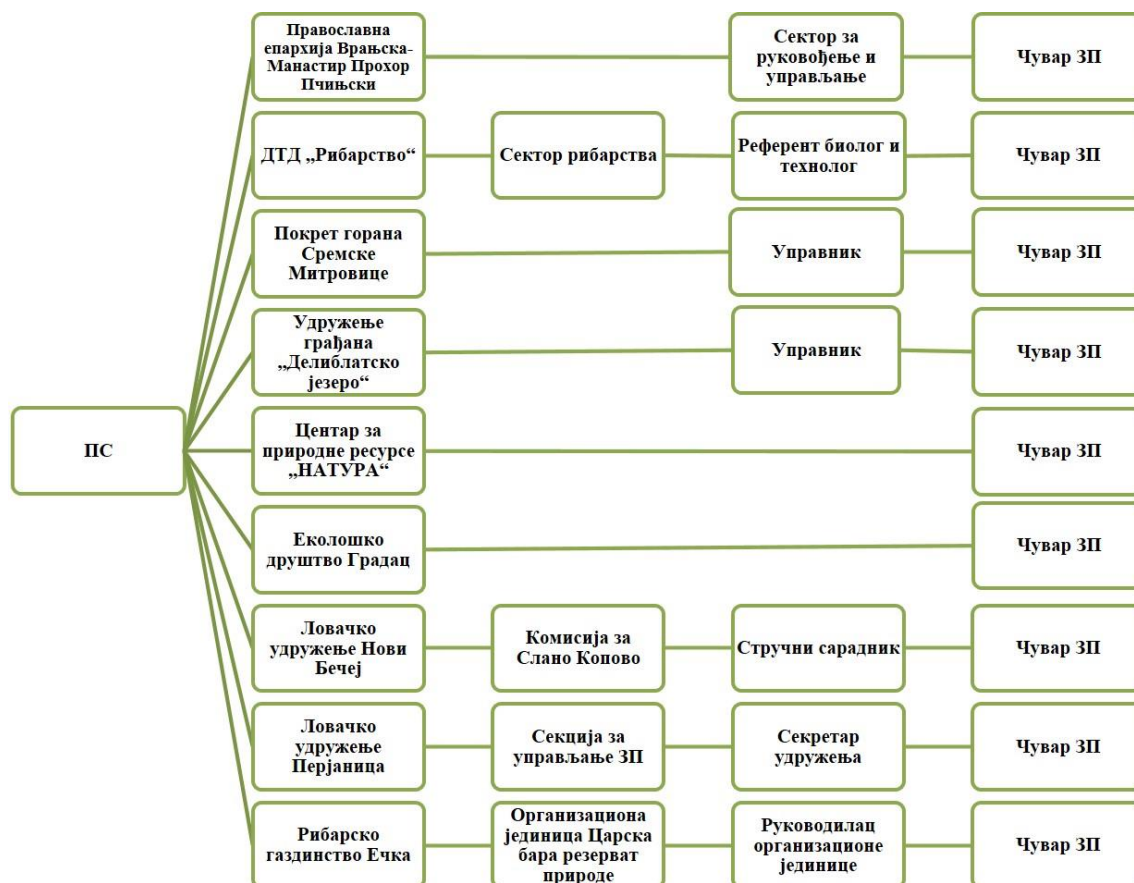 Православна
епархија Врањска-
Манастир Прохор
Пчињски
Сектор за
руковођење и
управљање
Чувар ЗП
ДТД „Рибарство“
Сектор рибарства
Референт биолог и
технолог
Чувар ЗП
Покрет горана
Сремске
Митровице
Управник
Чувар ЗП
Удружење
грађана
„Делиблатско
језеро“
Управник
Чувар ЗП
ПС
Центар за
природне ресурсе
„НАТУРА“
Чувар ЗП
Еколошко
друштво Градац
Чувар ЗП
Ловачко
удружење Нови
Бечеј
Комисија за
Слано Копово
Стручни сарадник
Чувар ЗП
Ловачко
удружење
Перјаница
Секција за
управљање ЗП
Секретар
удружења
Чувар ЗП
Рибарско
газдинство Ечка
Организациона
јединица Царска
бара резерват
природе
Руководилац
организационе
јединице
Чувар ЗП